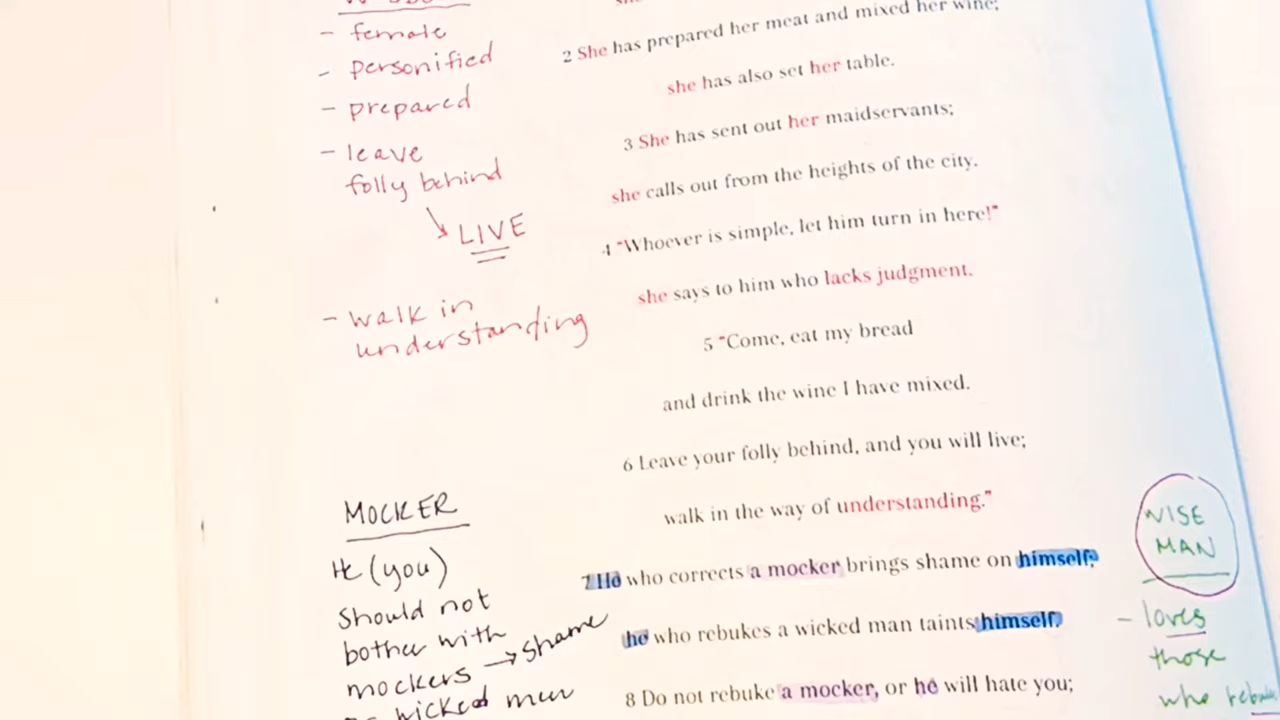 - female
- personified
- prepared
- leave
folly behind
LIVE
- walk in
understanding
MOCKER
He (you)
should not
bother with
mockers → shame
wicked men
2 She has prepared her meat and mixed her wine;
she has also set her table.
3 She has sent out her maidservants;
she calls out from the heights of the city.
4 "Whoever is simple, let him turn in here!"
she says to him who lacks judgment.
5 "Come, eat my bread
and drink the wine I have mixed.
6 Leave your folly behind, and you will live;
walk in the way of understanding."
7 He who corrects a mocker brings shame on himself;
he who rebukes a wicked man taints himself.
8 Do not rebuke a mocker, or he will hate you;
WISE
MAN
- loves
those
who